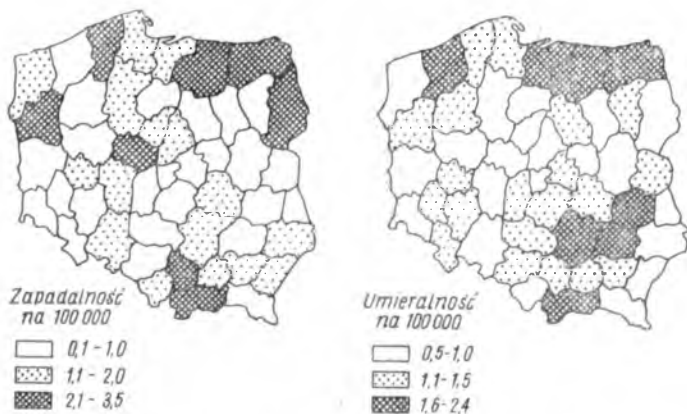 Zapadalność
na 100 000
0,1 – 1,0
1,1 – 2,0
2,1 – 3,5
Umieralność
na 100 000
0,5 – 1,0
1,1 – 1,5
1,6 – 2,4